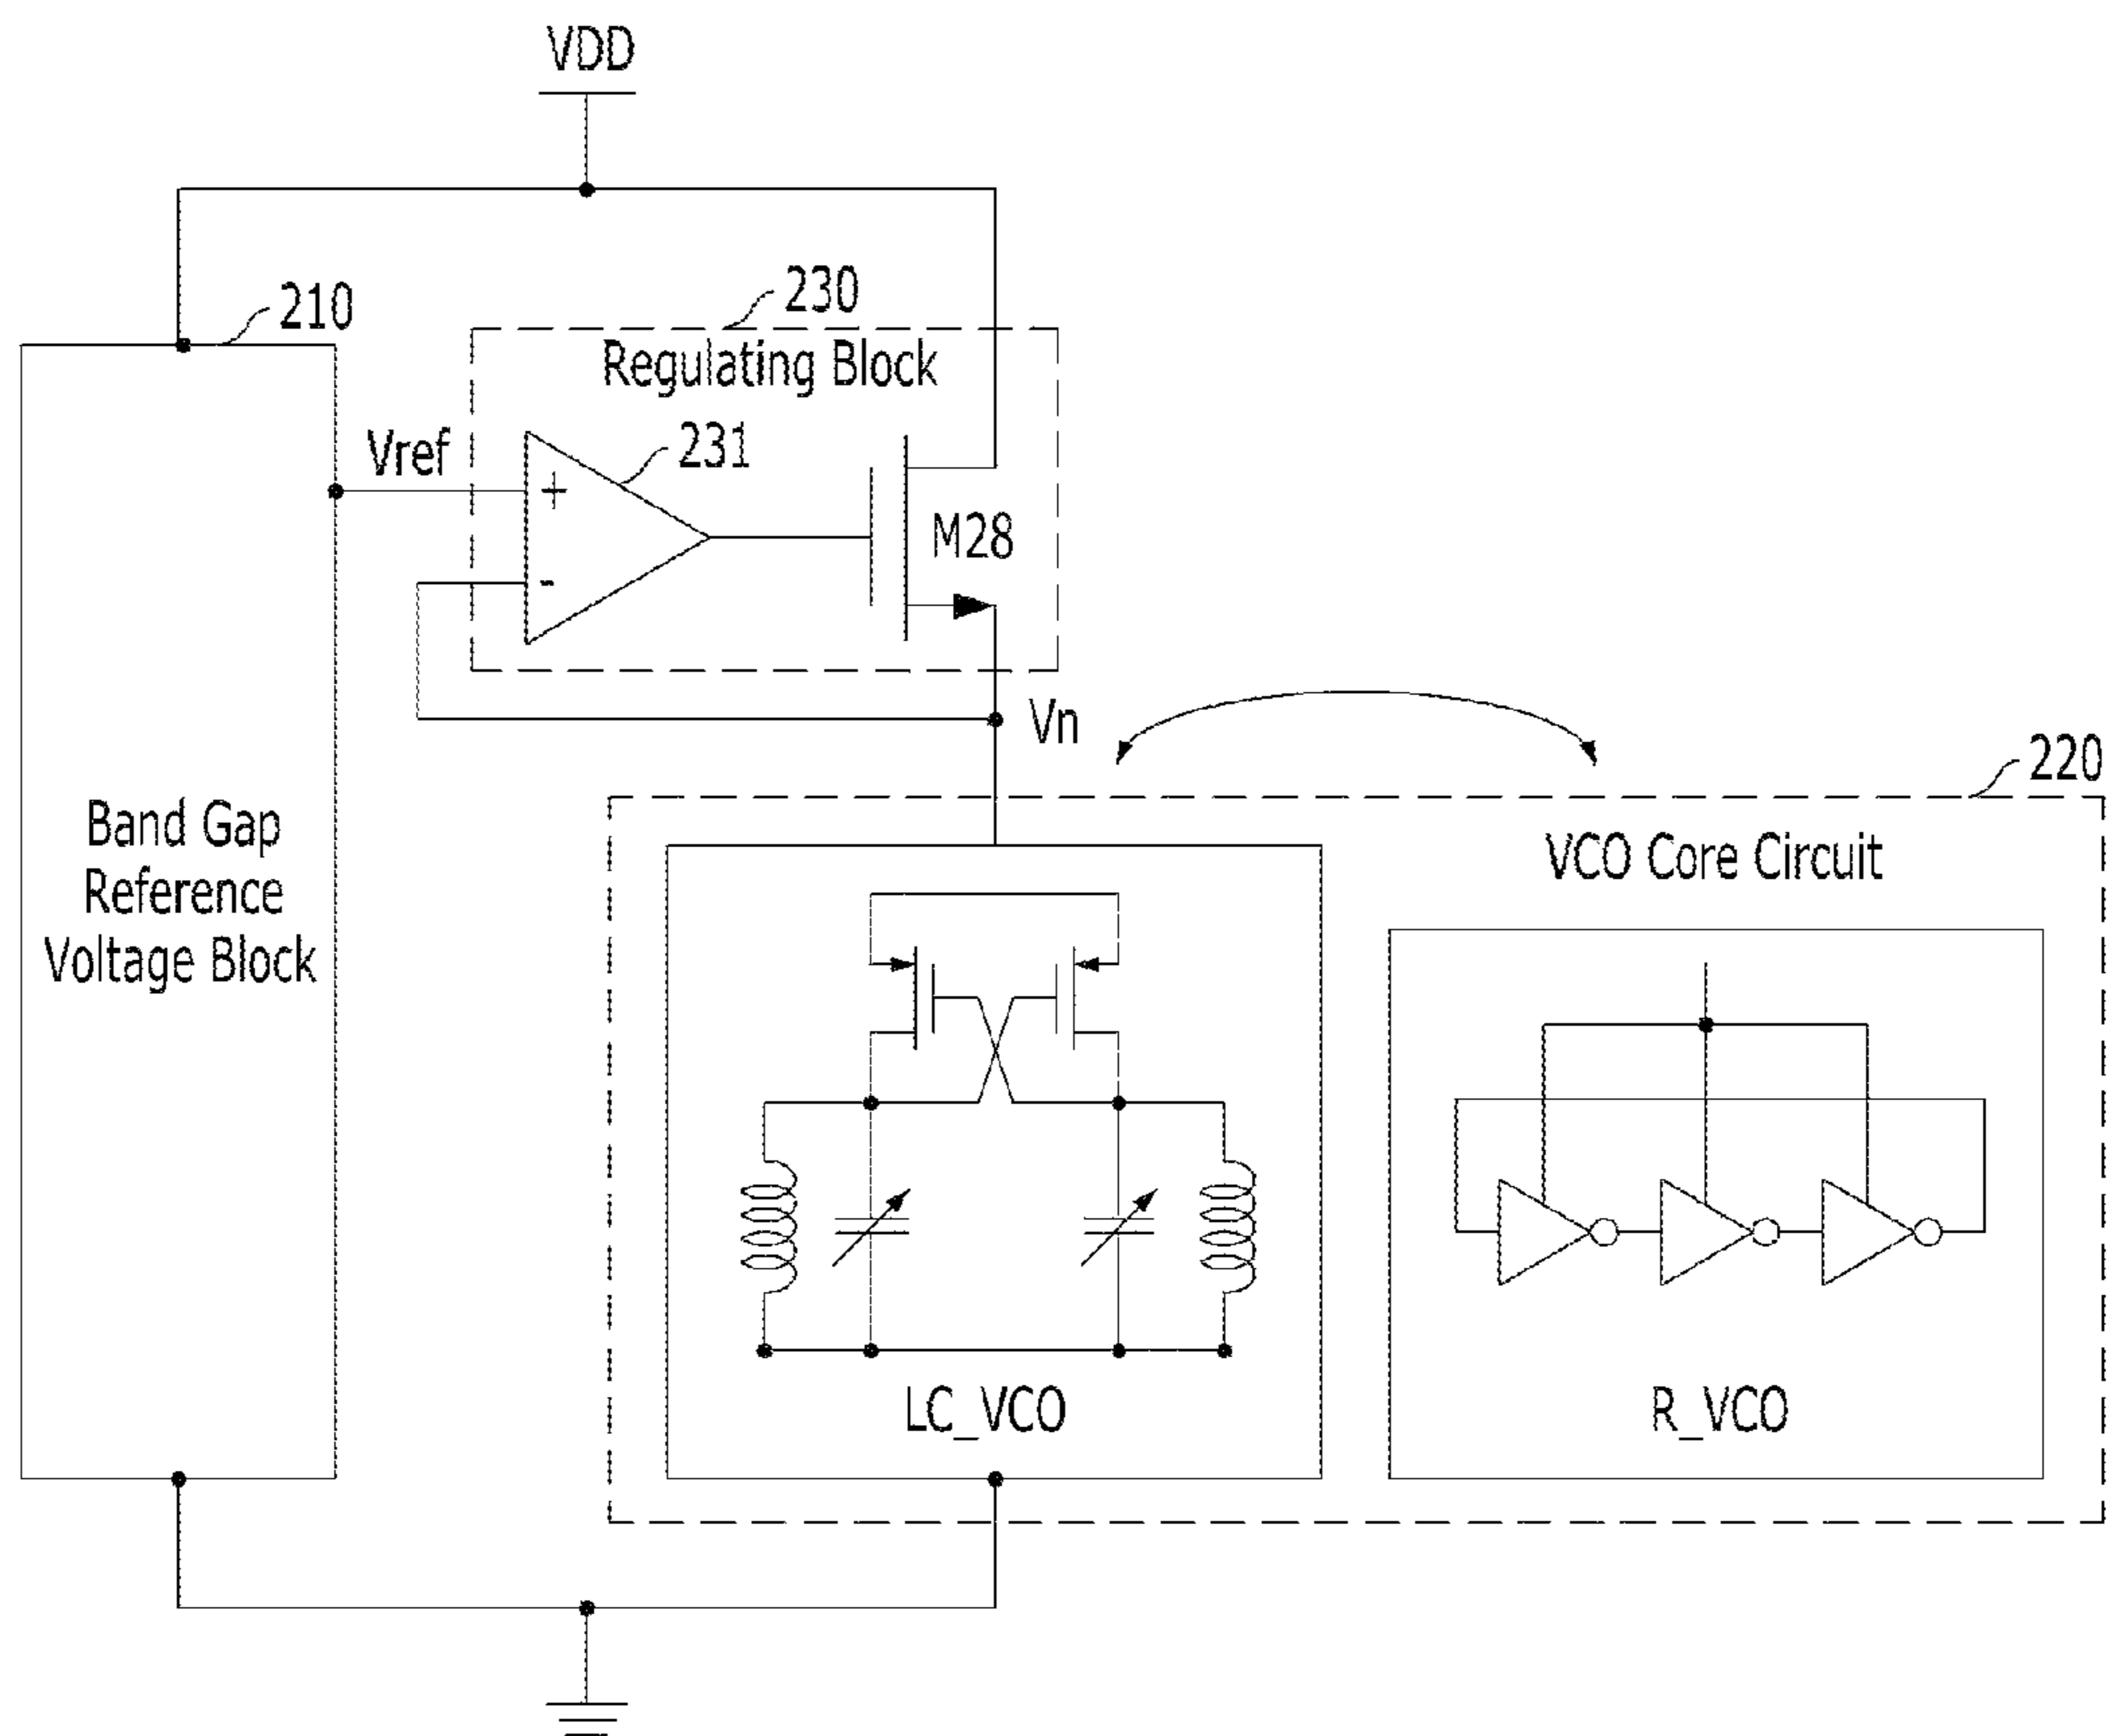 VDD
210
230
Regulating Block
Vref
231
+
-
M28
Vn
220
Band Gap
Reference
Voltage Block
VCO Core Circuit
LC_VCO
R_VCO